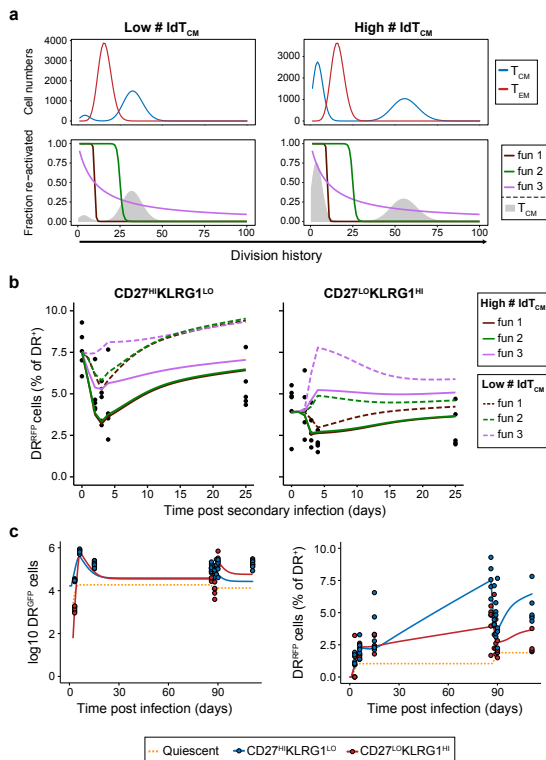 a
Low # IdT_CM
High # IdT_CM
Cell numbers
4000
3000
2000
1000
0
3000
2000
1000
0
T_CM
T_EM
Fraction re-activated
1.00
0.75
0.50
0.25
0
1.00
0.75
0.50
0.25
0
0 25 50 75 100
0 25 50 75 100
fun 1
fun 2
fun 3
T_CM
Division history
b
CD27^HI KLRG1^LO
CD27^LO KLRG1^HI
DR^RFP cells (% of DR^+)
10.0
7.5
5.0
2.5
0.0
0 5 10 15 20 25
0 5 10 15 20 25
Time post secondary infection (days)
High # IdT_CM
fun 1
fun 2
fun 3
Low # IdT_CM
fun 1
fun 2
fun 3
c
log10 DR^GFP cells
6
4
2
0
0 30 60 90
Time post infection (days)
DR^RFP cells (% of DR^+)
10.0
7.5
5.0
2.5
0.0
0 30 60 90
Time post infection (days)
Quiescent
CD27^HI KLRG1^LO
CD27^LO KLRG1^HI